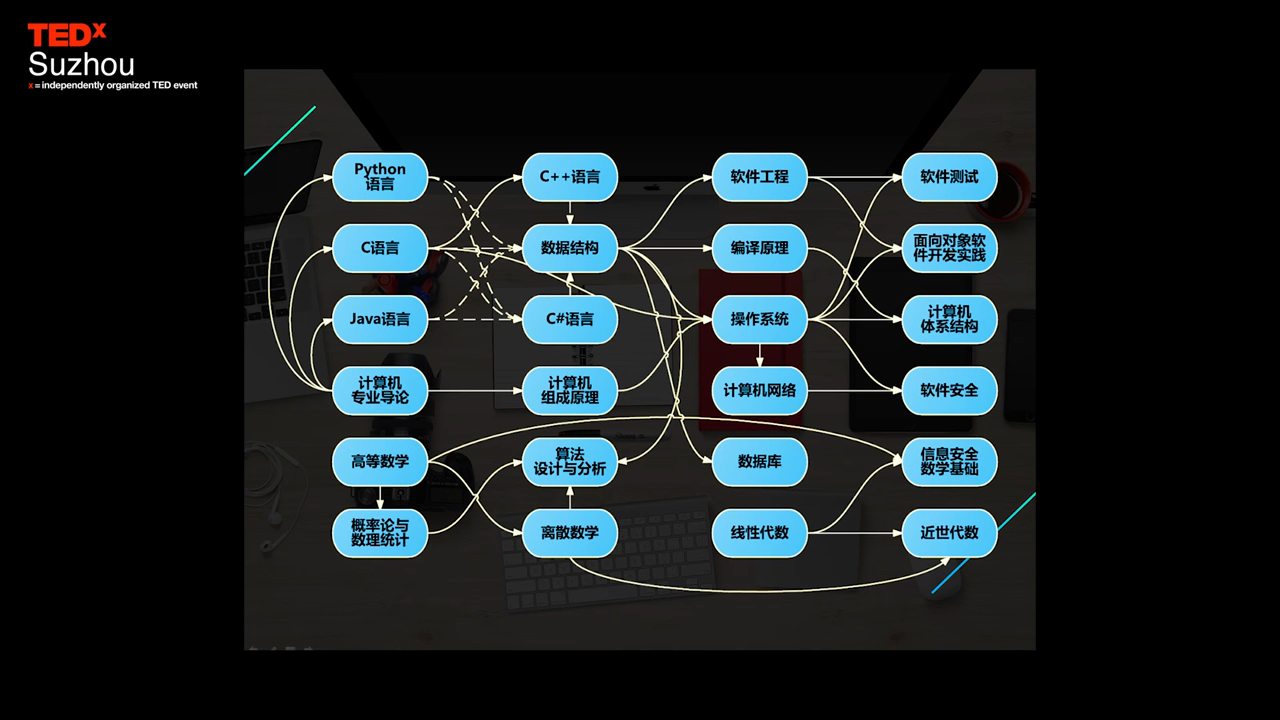 TEDx
Suzhou
x = independently organized TED event
Python
语言
C++语言
软件工程
软件测试
C语言
数据结构
编译原理
面向对象软
件开发实践
Java语言
C#语言
操作系统
计算机
体系结构
计算机
专业导论
计算机
组成原理
计算机网络
软件安全
高等数学
算法
设计与分析
数据库
信息安全
数学基础
概率论与
数理统计
离散数学
线性代数
近世代数